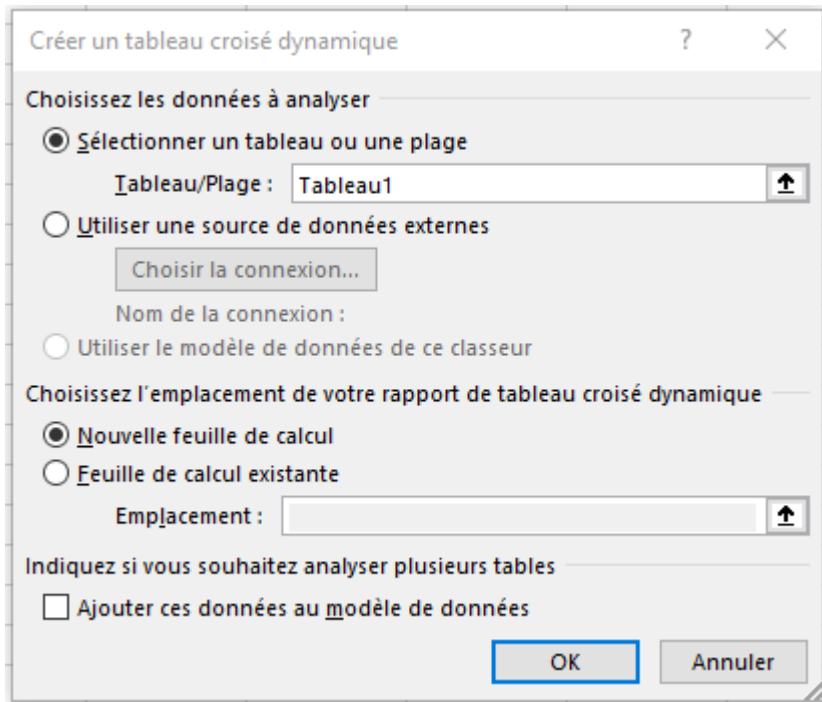 Créer un tableau croisé dynamique ?
Choisissez les données à analyser
Sélectionner un tableau ou une plage
Tableau/Plage : Tableau1
Utiliser une source de données externes
Choisir la connexion...
Nom de la connexion :
Utiliser le modèle de données de ce classeur
Choisissez l'emplacement de votre rapport de tableau croisé dynamique
Nouvelle feuille de calcul
Feuille de calcul existante
Emplacement :
Indiquez si vous souhaitez analyser plusieurs tables
Ajouter ces données au modèle de données
OK Annuler